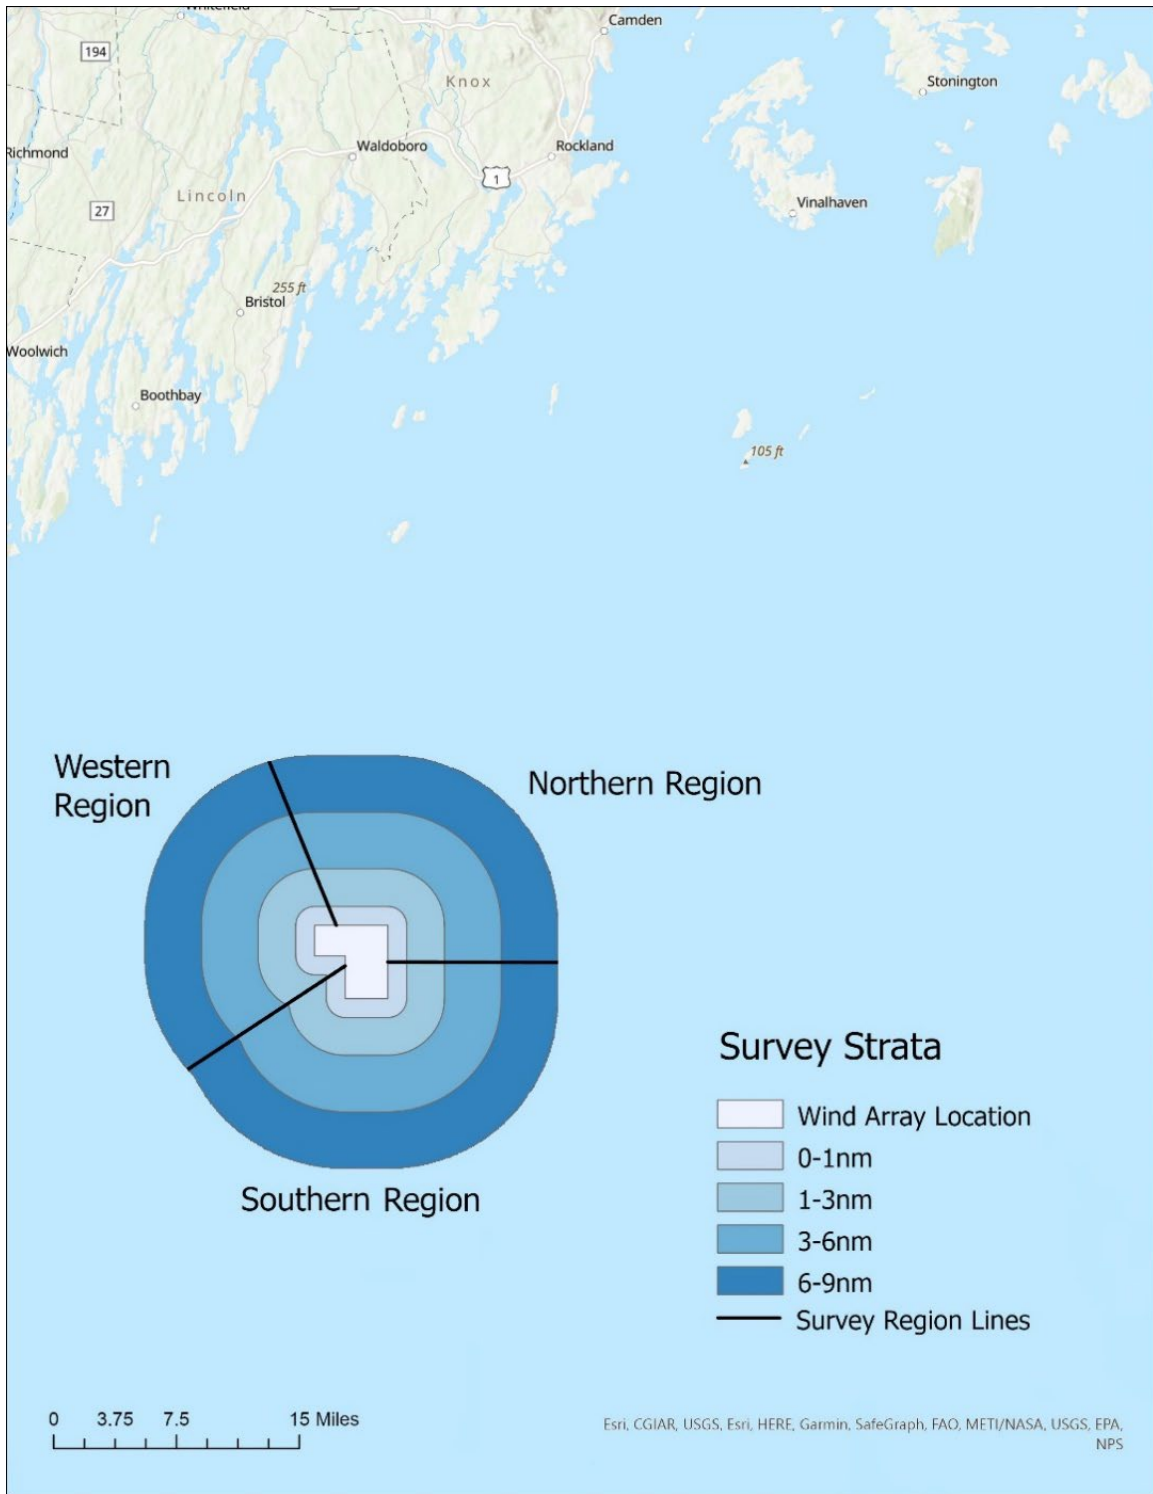 Whitefield
Camden
194
Knox
Stonington
Richmond
Waldoboro
Rockland
1
Lincoln
27
Vinalhaven
255 ft
Bristol
Woolwich
Boothbay
105 ft
Western
Region
Northern Region
Southern Region
Survey Strata
Wind Array Location
0-1nm
1-3nm
3-6nm
6-9nm
Survey Region Lines
0 3.75 7.5 15 Miles
Esri, CGIAR, USGS, Esri, HERE, Garmin, SafeGraph, FAO, METI/NASA, USGS, EPA,
NPS